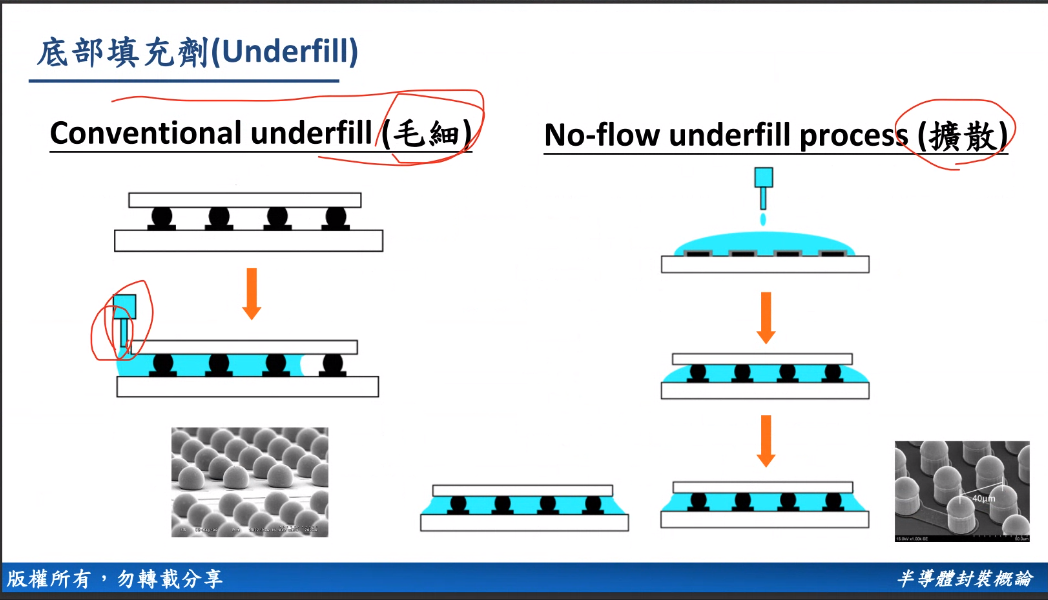 底部填充劑(Underfill)
Conventional underfill (毛細)
No-flow underfill process (擴散)
40μm
版權所有，勿轉載分享
半導體封裝概論